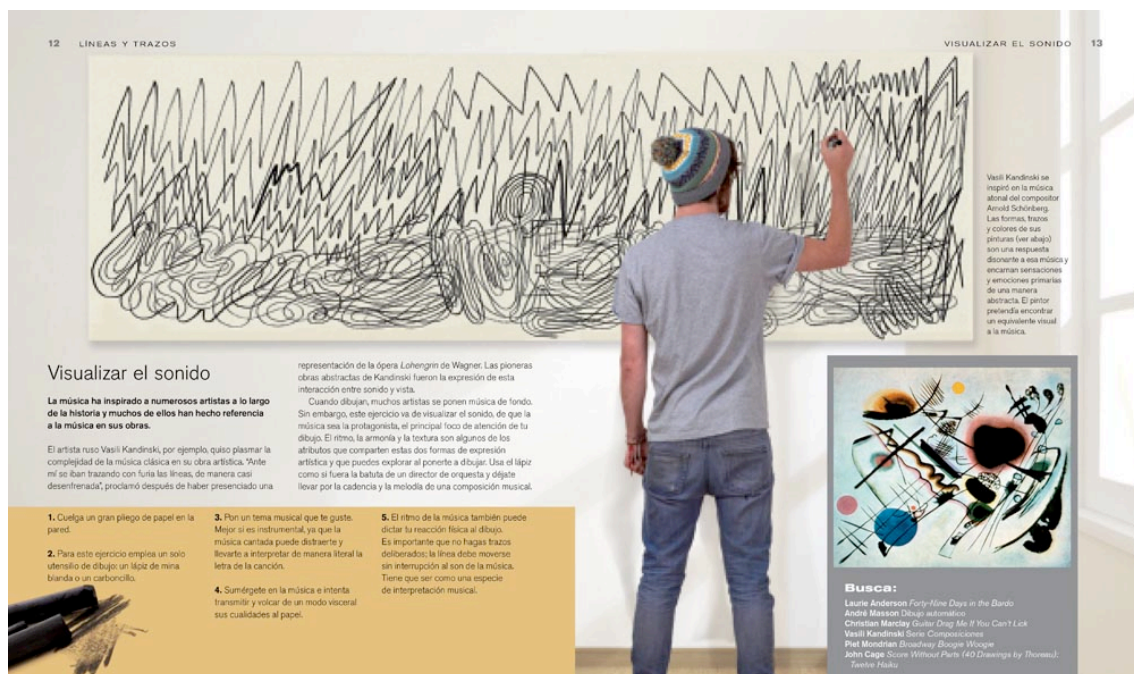 12 LÍNEAS Y TRAZOS
VISUALIZAR EL SONIDO 13
Vasili Kandinski se
inspiró en la música
atonal del compositor
Arnold Schönberg.
Las formas, trazos
y colores de sus
pinturas (ver abajo)
son una respuesta
disonante a esa música y
encarnan sensaciones
y emociones primarias
de una manera
abstracta. El pintor
pretendía encontrar
un equivalente visual
a la música.
Visualizar el sonido
La música ha inspirado a numerosos artistas a lo largo
de la historia y muchos de ellos han hecho referencia
a la música en sus obras.
El artista ruso Vasili Kandinski, por ejemplo, quiso plasmar la
complejidad de la música clásica en su obra artística. "Ante
mí se iban trazando con furia las líneas, de manera casi
desenfrenada", proclamó después de haber presenciado una
representación de la ópera Lohengrin de Wagner. Las pioneras
obras abstractas de Kandinski fueron la expresión de esta
interacción entre sonido y vista.
Cuando dibujan, muchos artistas se ponen música de fondo.
Sin embargo, este ejercicio va de visualizar el sonido, de que la
música sea la protagonista, el principal foco de atención de tu
dibujo. El ritmo, la armonía y la textura son algunos de los
atributos que comparten estas dos formas de expresión
artística y que puedes explorar al ponerte a dibujar. Usa el lápiz
como si fuera la batuta de un director de orquesta y déjate
llevar por la cadencia y la melodía de una composición musical.
1. Cuelga un gran pliego de papel en la
pared.
2. Para este ejercicio emplea un solo
utensilio de dibujo: un lápiz de mina
blanda o un carboncillo.
3. Pon un tema musical que te guste.
Mejor si es instrumental, ya que la
música cantada puede distraerte y
llevarte a interpretar de manera literal la
letra de la canción.
4. Sumérgete en la música e intenta
transmitir y volcar de un modo visceral
sus cualidades al papel.
5. El ritmo de la música también puede
dictar tu reacción física al dibujo.
Es importante que no hagas trazos
deliberados; la línea debe moverse
sin interrupción al son de la música.
Tiene que ser como una especie
de interpretación musical.
Busca:
Laurie Anderson Forty-Nine Days in the Bardo
André Masson Dibujo automático
Christian Marclay Guitar Drag Me If You Can't Lick
Vasili Kandinski Serie Composiciones
Piet Mondrian Broadway Boogie Woogie
John Cage Score Without Parts (40 Drawings by Thoreau):
Twelve Haiku